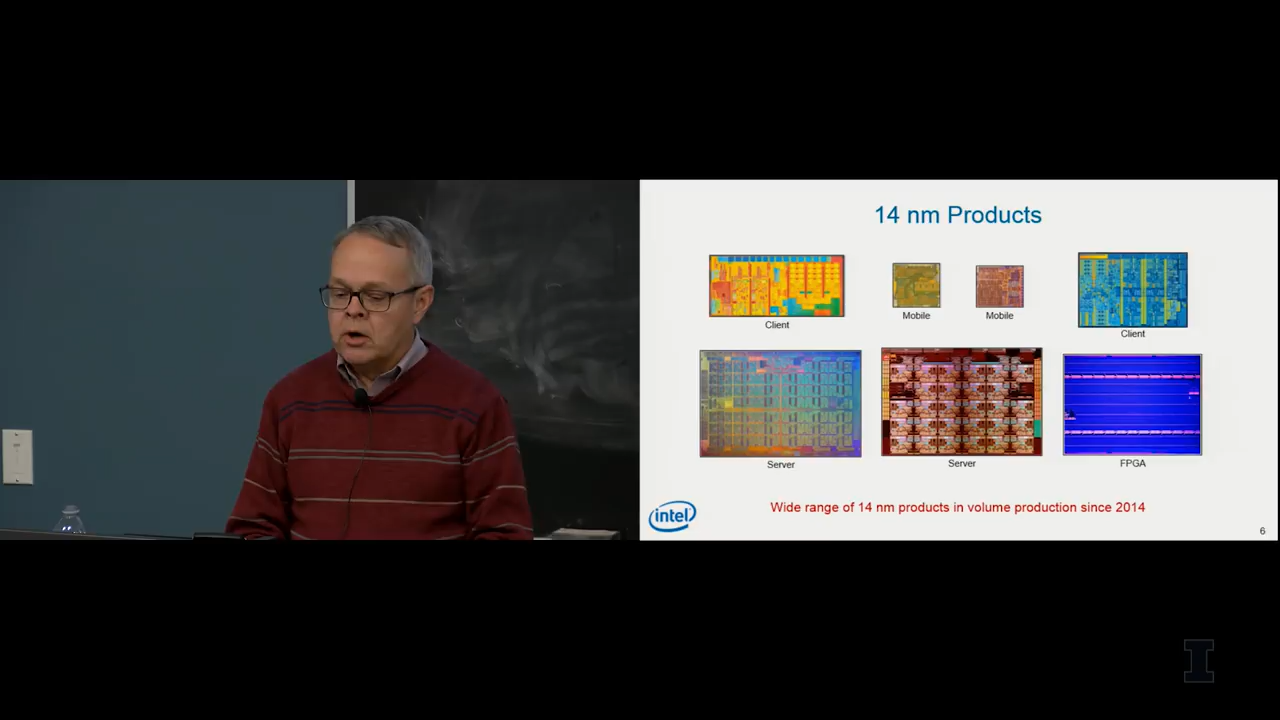 14 nm Products
Client
Mobile
Mobile
Client
Server
Server
FPGA
intel
Wide range of 14 nm products in volume production since 2014
6
I